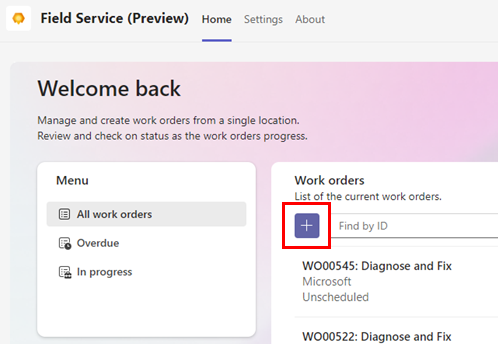 Field Service (Preview)
Home
Settings
About
Welcome back
Manage and create work orders from a single location.
Review and check on status as the work orders progress.
Menu
All work orders
Overdue
In progress
Work orders
List of the current work orders.
Find by ID
WO00545: Diagnose and Fix
Microsoft
Unscheduled
WO00522: Diagnose and Fix